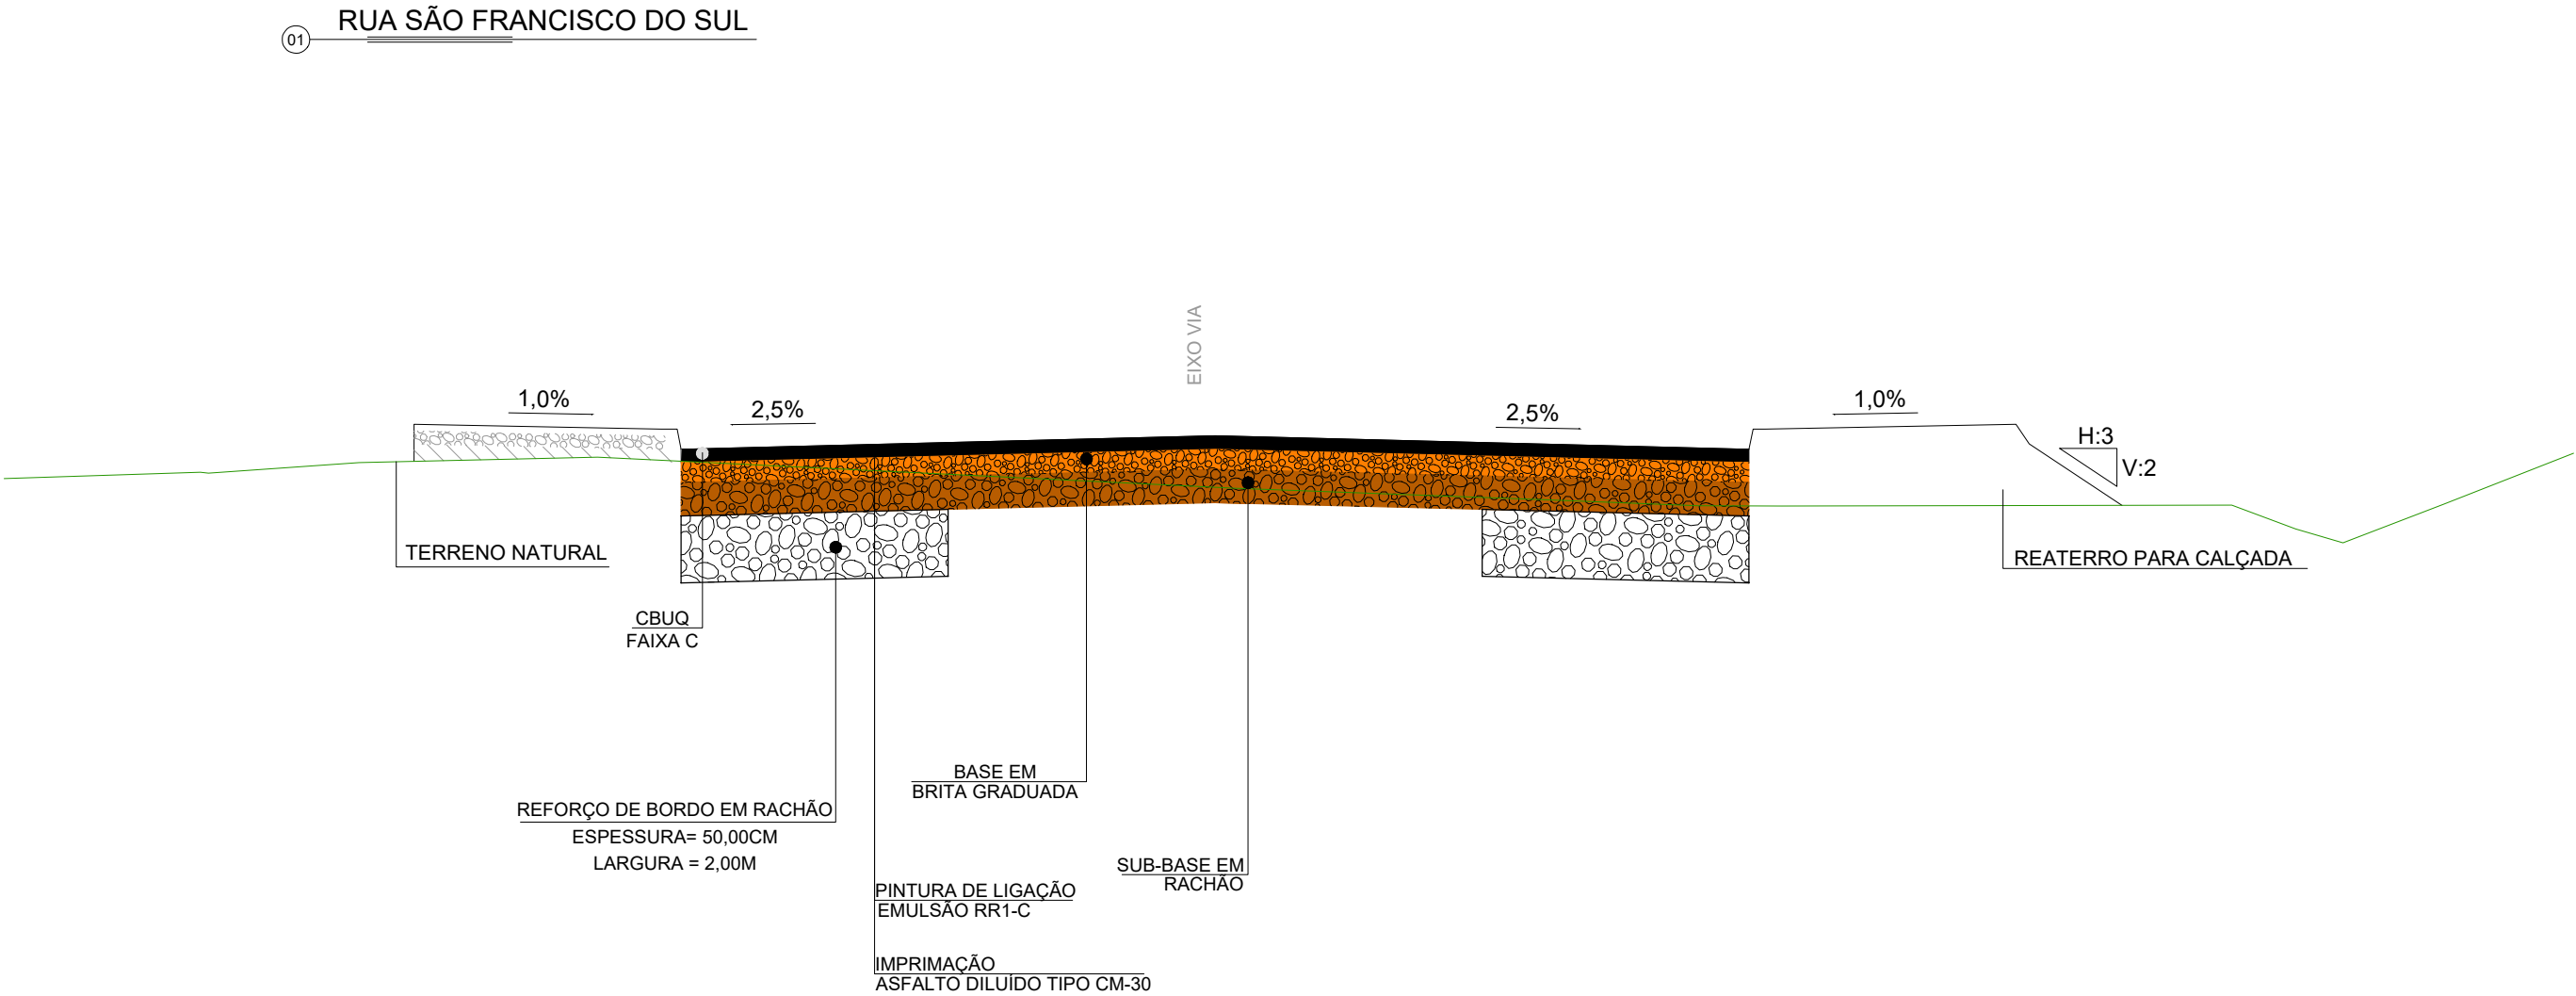 RUA SÃO FRANCISCO DO SUL
01
EIXO VIA
1,0%
2,5%
2,5%
1,0%
H:3
V:2
TERRENO NATURAL
REATERRO PARA CALÇADA
CBUQ
FAIXA C
BASE EM
BRITA GRADUADA
REFORÇO DE BORDO EM RACHÃO
ESPESSURA= 50,00CM
LARGURA = 2,00M
SUB-BASE EM
RACHÃO
PINTURA DE LIGAÇÃO
EMULSÃO RR1-C
IMPRIMAÇÃO
ASFALTO DILUÍDO TIPO CM-30